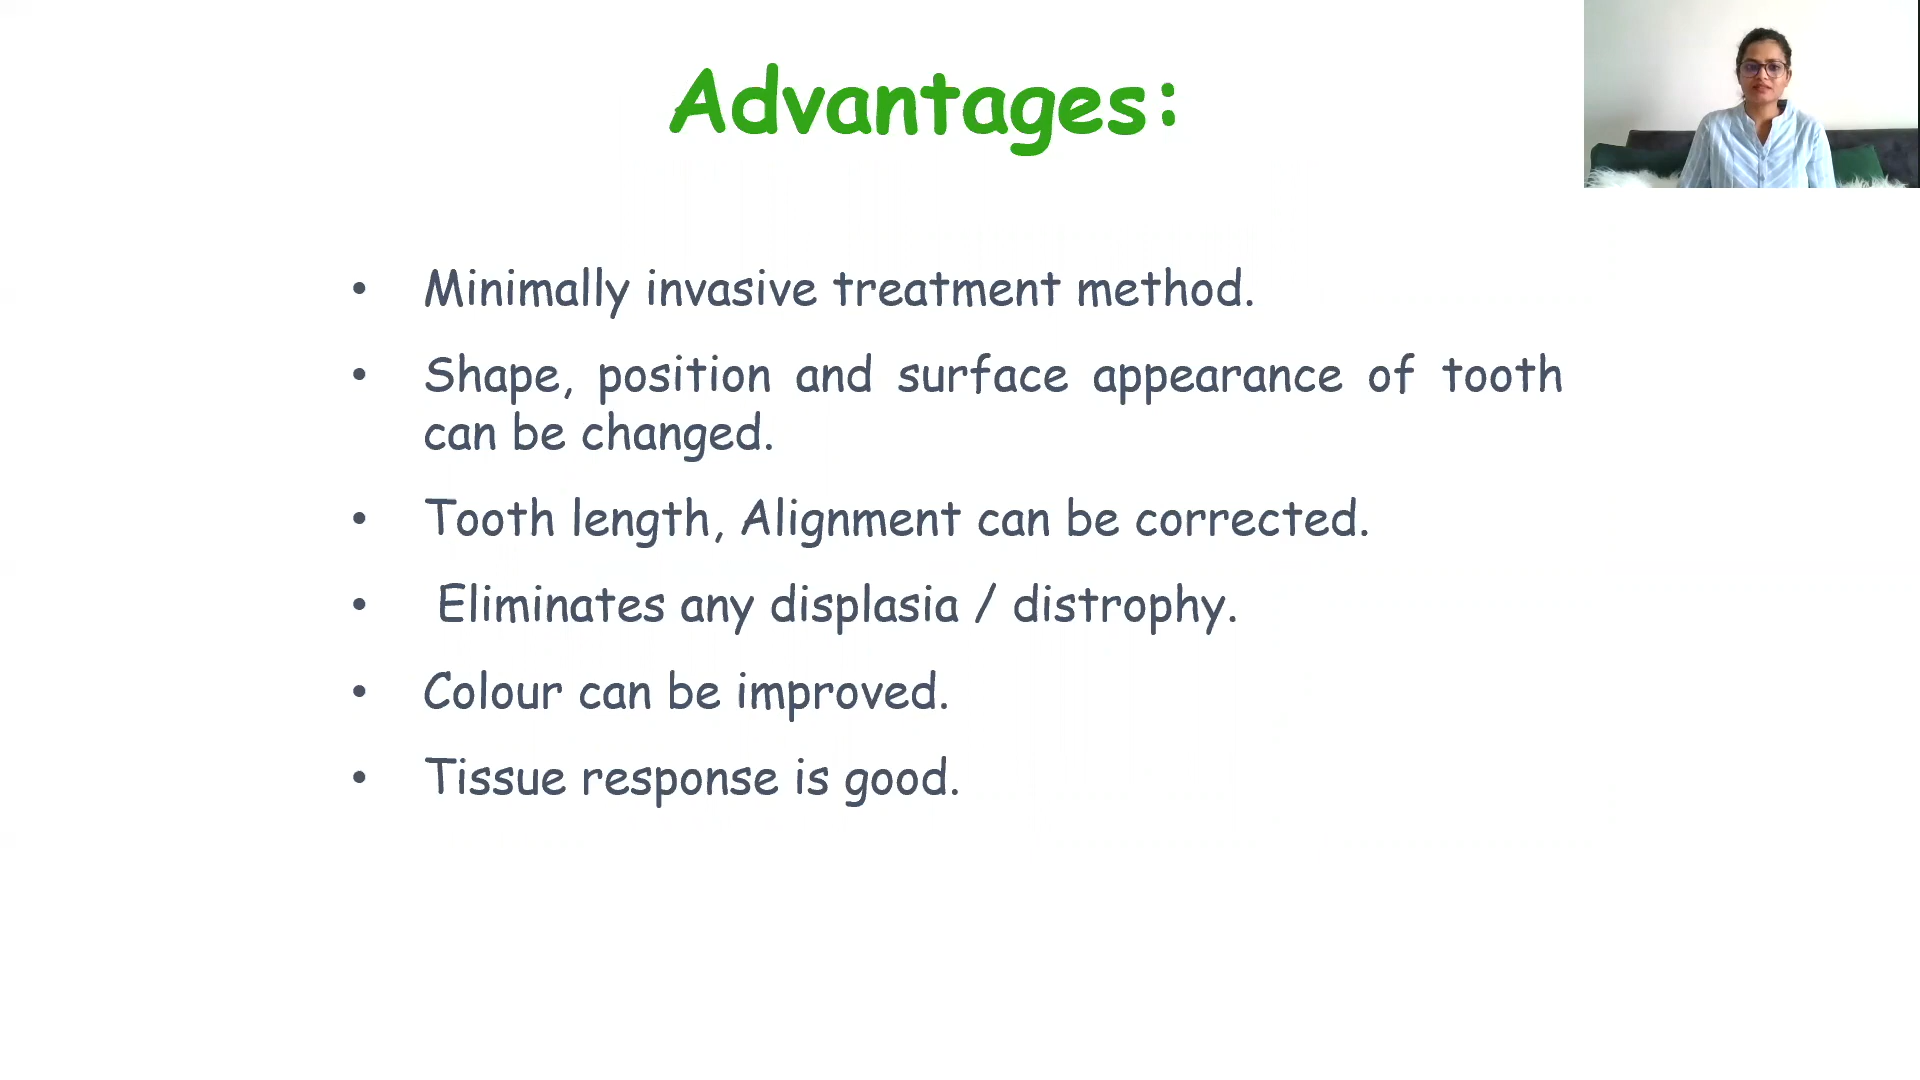 Advantages:
• Minimally invasive treatment method.
• Shape, position and surface appearance of tooth
can be changed.
• Tooth length, Alignment can be corrected.
• Eliminates any displasia / distrophy.
• Colour can be improved.
• Tissue response is good.